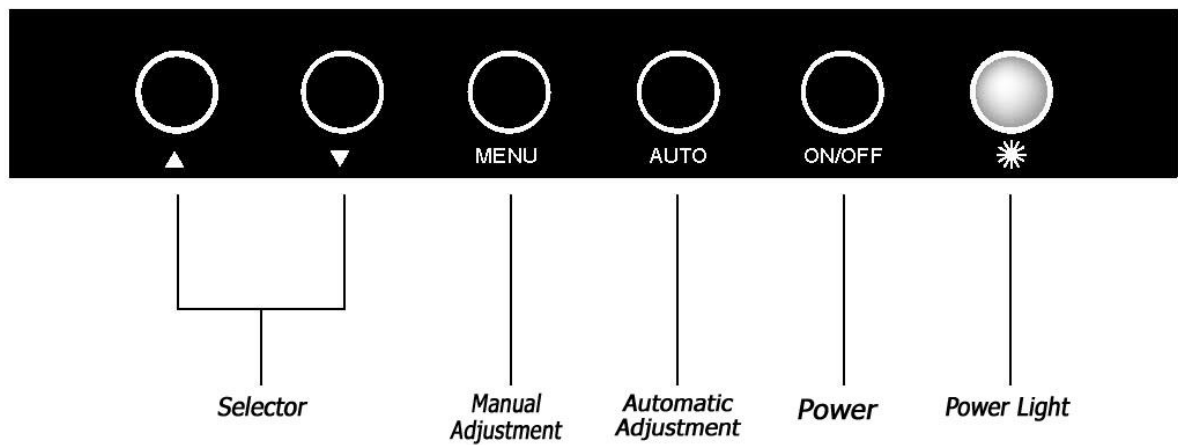 ▲ ▼ MENU AUTO ON/OFF
Selector
Manual
Adjustment
Automatic
Adjustment
Power
Power Light